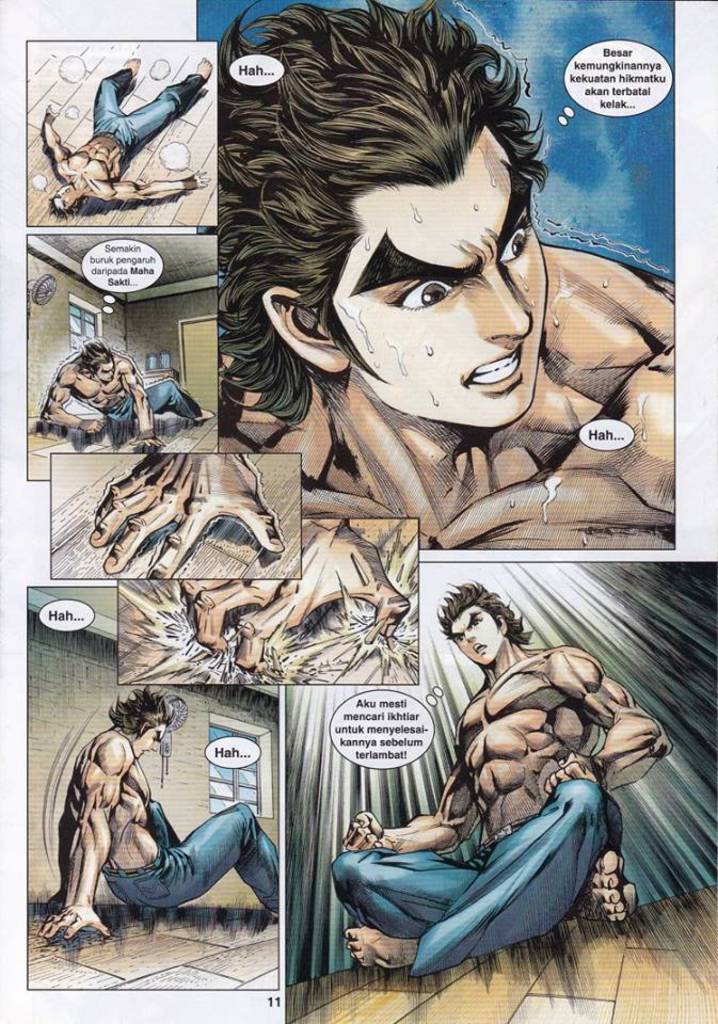 Semakin
buruk pengaruh
daripada Maha
Sakti...
Hah...
Besar
kemungkinannya
kekuatan hikmatku
akan terbatal
kelak...
Hah...
Hah...
Hah...
Aku mesti
mencari ikhtiar
untuk menyelesai-
kannya sebelum
terlambat!
11